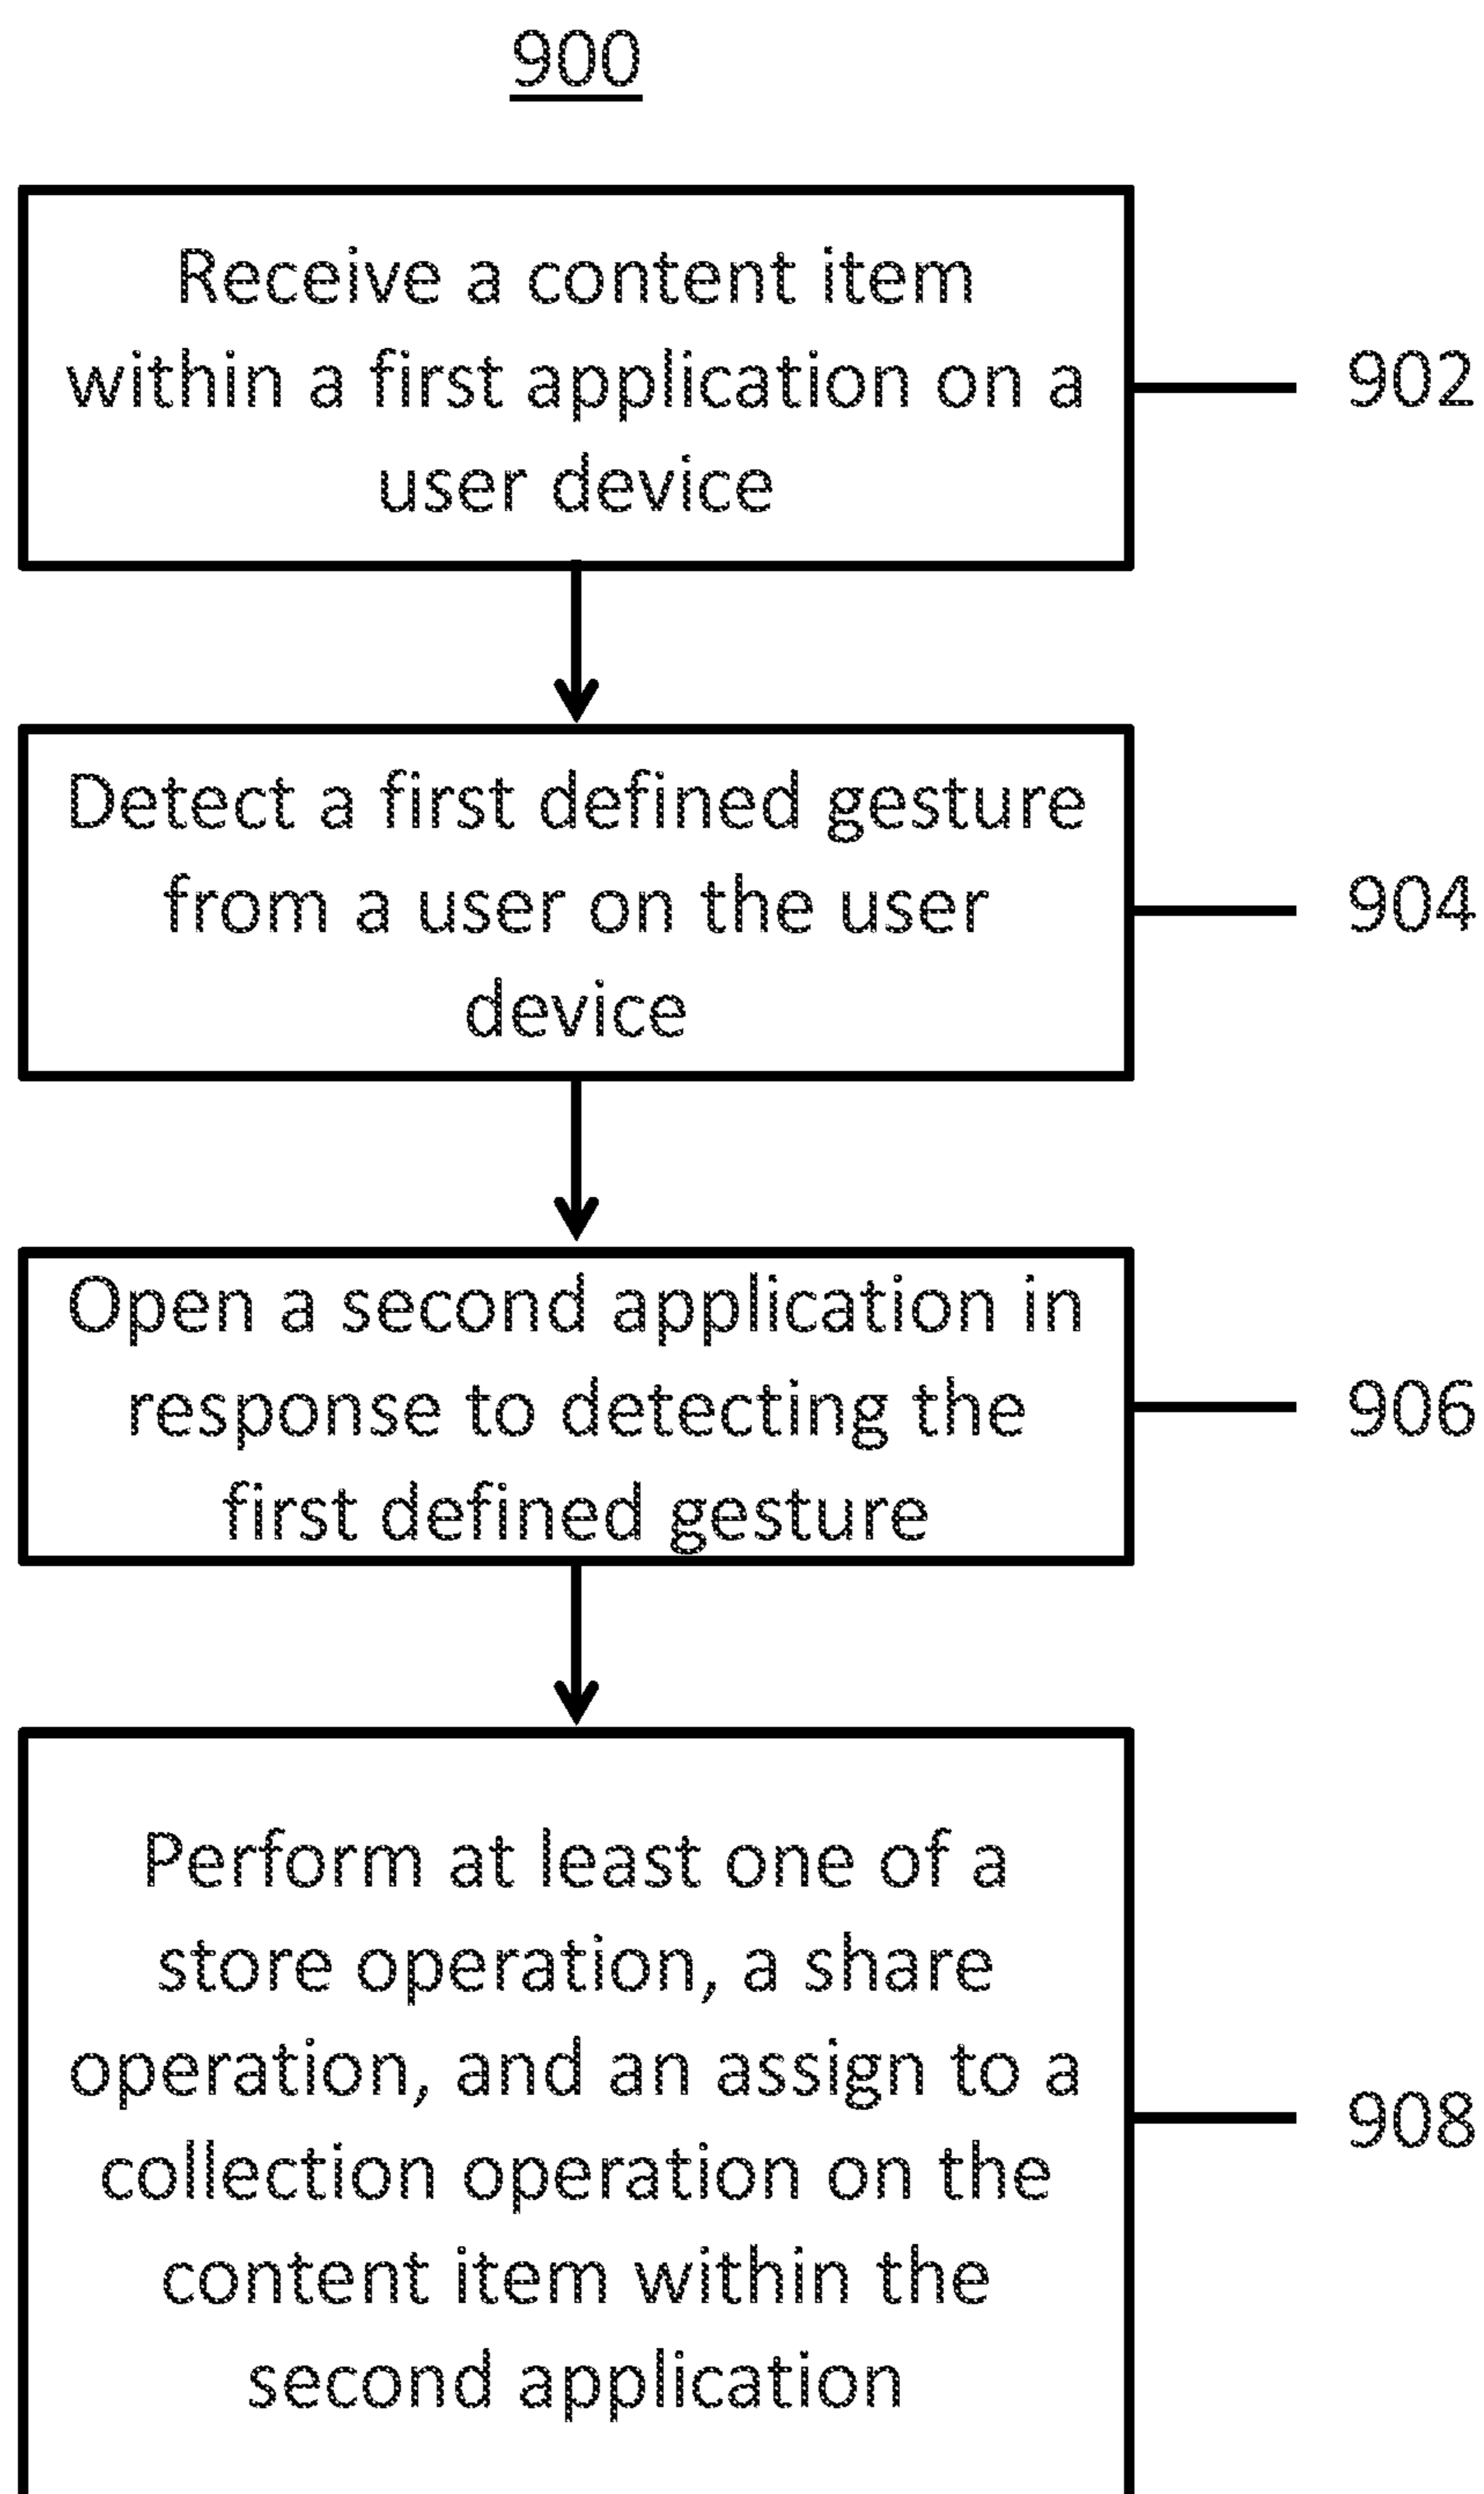 900
Receive a content item
within a first application on a
user device
902
Detect a first defined gesture
from a user on the user
device
904
Open a second application in
response to detecting the
first defined gesture
906
Perform at least one of a
store operation, a share
operation, and an assign to a
collection operation on the
content item within the
second application
908